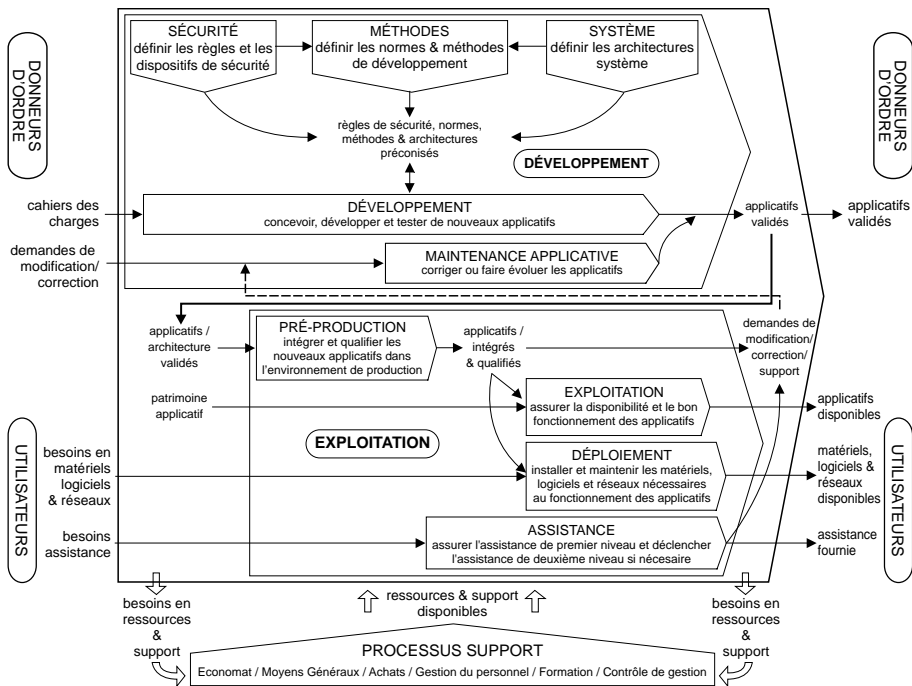 SÉCURITÉ
définir les règles et les
dispositifs de sécurité
MÉTHODES
définir les normes & méthodes
de développement
SYSTÈME
définir les architectures
système
DONNEURS
D'ORDRE
DONNEURS
D'ORDRE
règles de sécurité, normes,
méthodes & architectures
préconisés
DÉVELOPPEMENT
cahiers des
charges
DÉVELOPPEMENT
concevoir, développer et tester de nouveaux applicatifs
applicatifs
validés
applicatifs
validés
demandes de
modification/
correction
MAINTENANCE APPLICATIVE
corriger ou faire évoluer les applicatifs
applicatifs /
architecture
validés
PRÉ-PRODUCTION
intégrer et qualifier les
nouveaux applicatifs dans
l'environnement de production
applicatifs /
intégrés
& qualifiés
demandes de
modification/
correction/
support
patrimoine
applicatif
EXPLOITATION
assurer la disponibilité et le bon
fonctionnement des applicatifs
applicatifs
disponibles
UTILISATEURS
EXPLOITATION
UTILISATEURS
besoins en
matériels
logiciels
& réseaux
DÉPLOIEMENT
installer et maintenir les matériels,
logiciels et réseaux nécessaires
au fonctionnement des applicatifs
matériels,
logiciels &
réseaux
disponibles
besoins
assistance
ASSISTANCE
assurer l'assistance de premier niveau et déclencher
l'assistance de deuxième niveau si nécesaire
assistance
fournie
besoins en
ressources
&
support
ressources & support
disponibles
besoins en
ressources
&
support
PROCESSUS SUPPORT
Economat / Moyens Généraux / Achats / Gestion du personnel / Formation / Contrôle de gestion